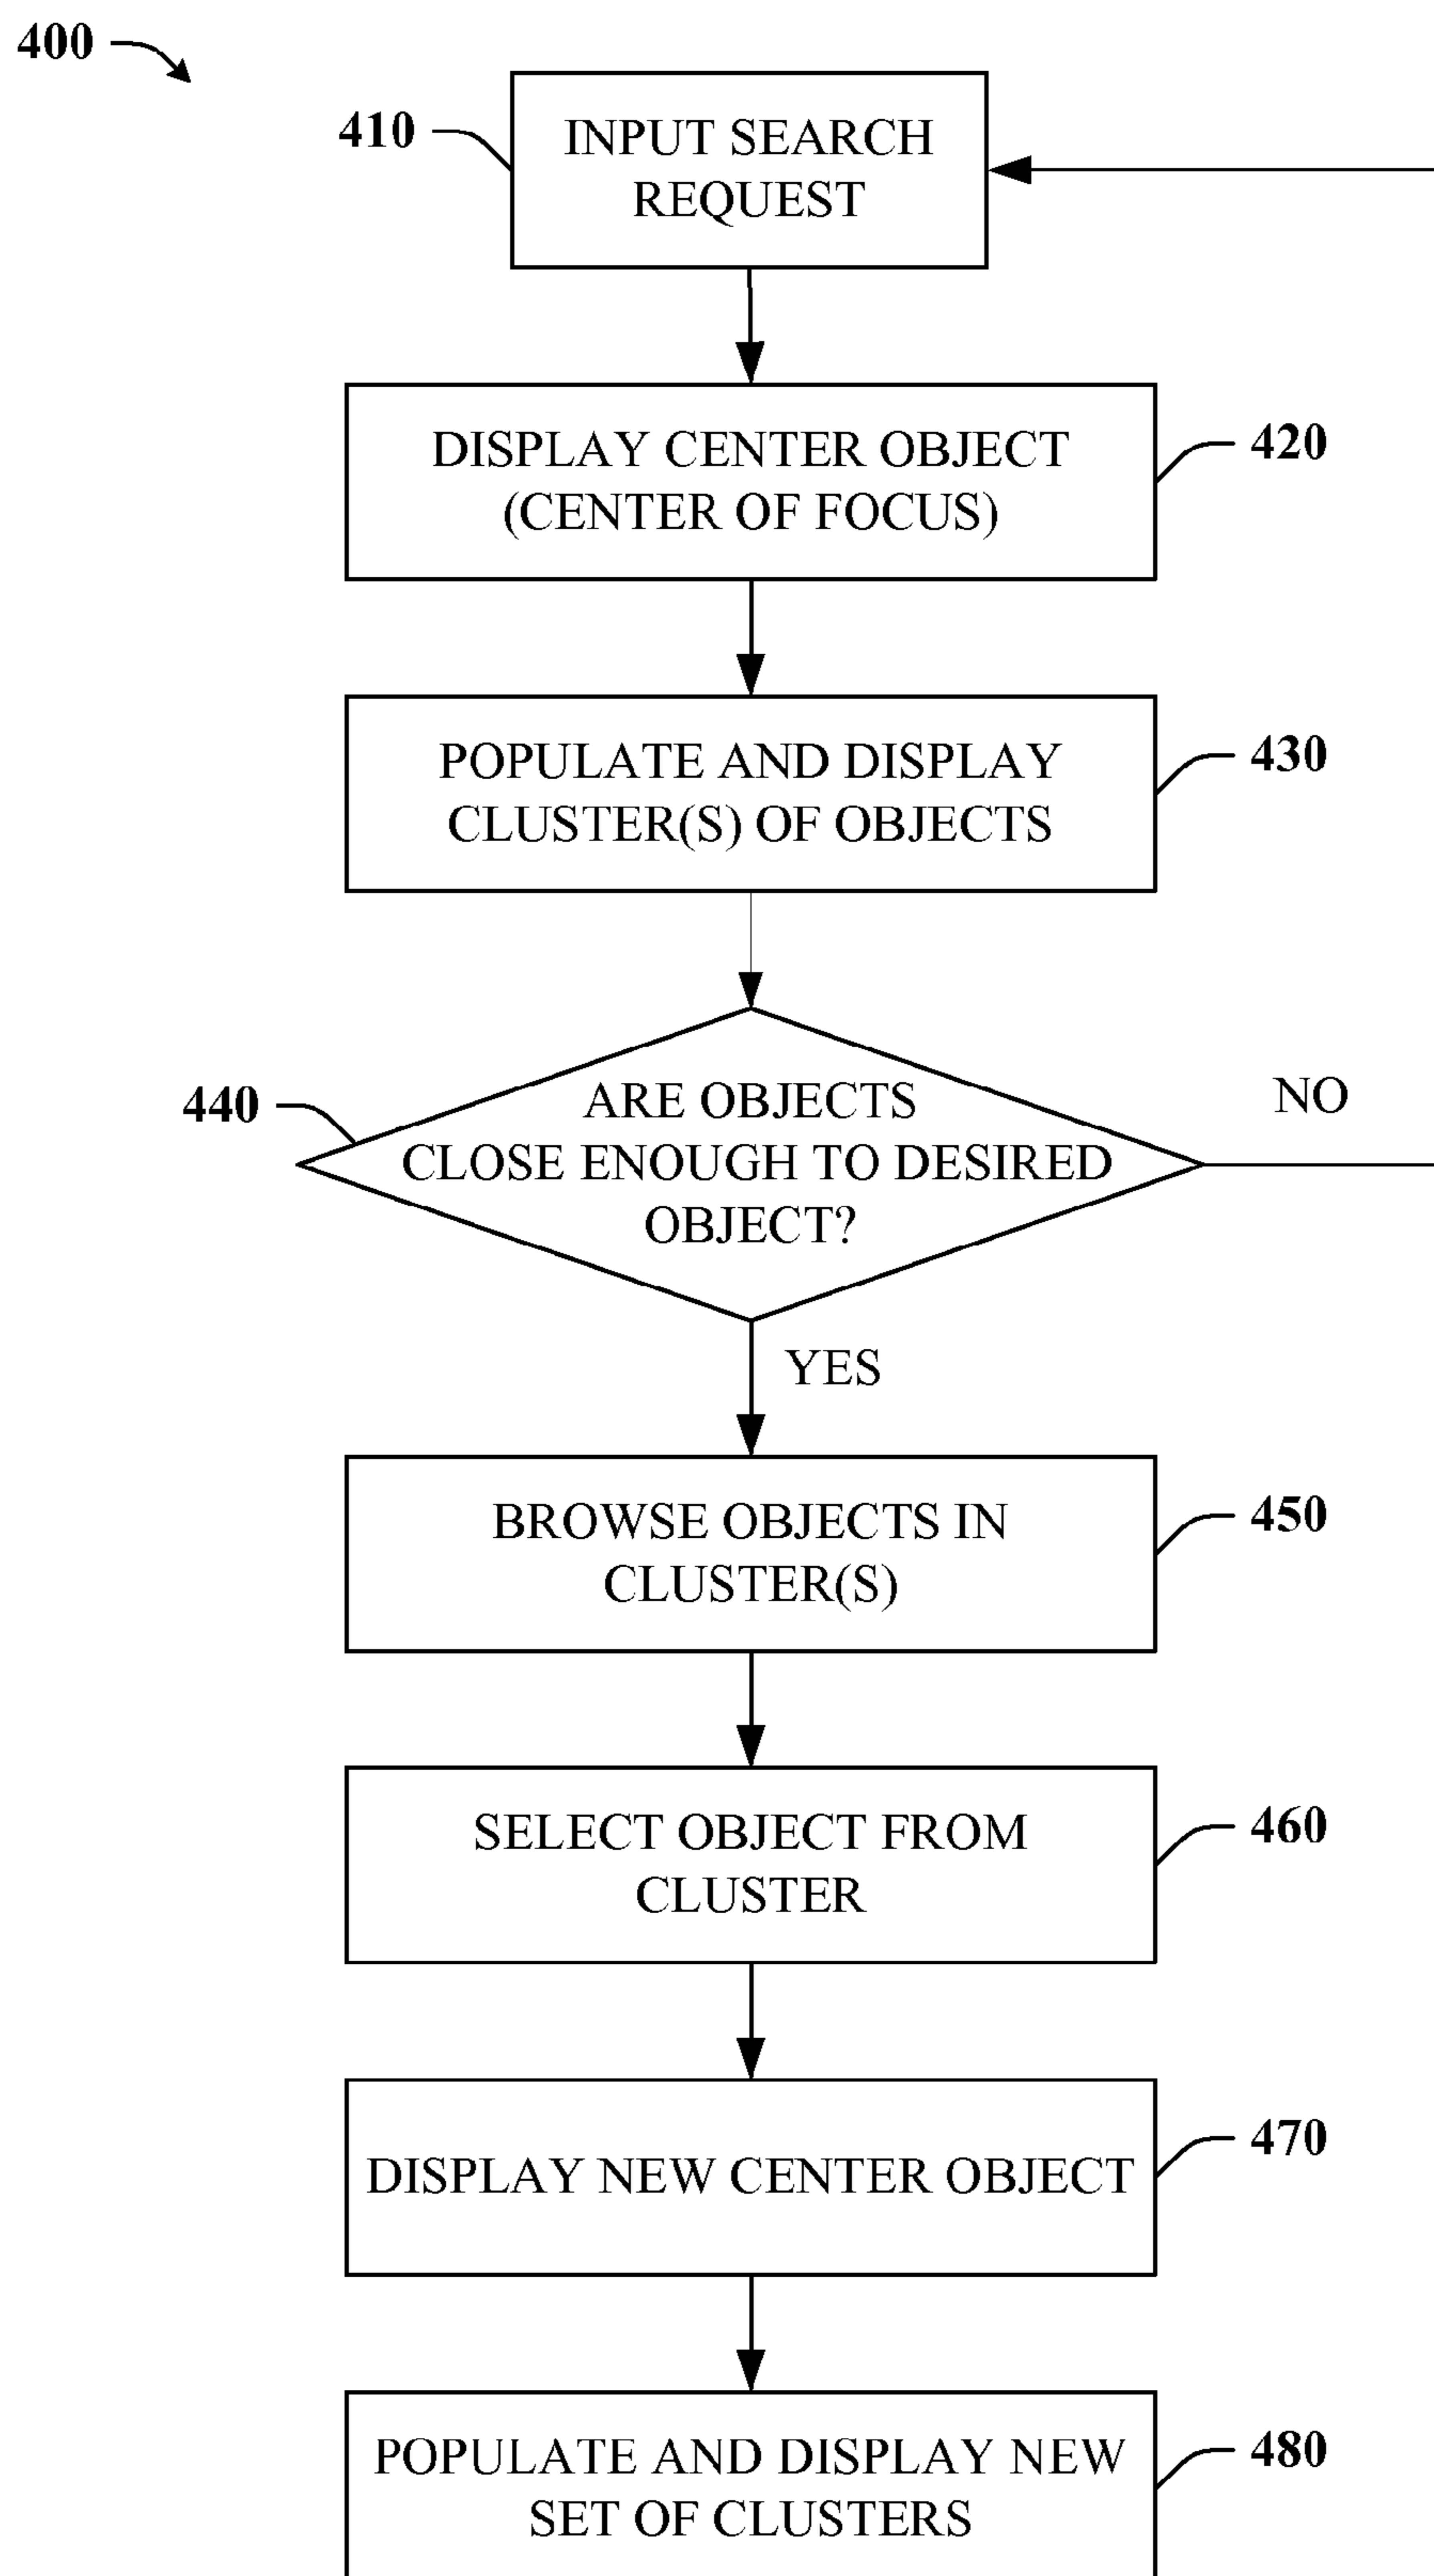 400
410
INPUT SEARCH
REQUEST
DISPLAY CENTER OBJECT
(CENTER OF FOCUS)
420
POPULATE AND DISPLAY
CLUSTER(S) OF OBJECTS
430
440
ARE OBJECTS
CLOSE ENOUGH TO DESIRED
OBJECT?
NO
YES
BROWSE OBJECTS IN
CLUSTER(S)
450
SELECT OBJECT FROM
CLUSTER
460
DISPLAY NEW CENTER OBJECT
470
POPULATE AND DISPLAY NEW
SET OF CLUSTERS
480